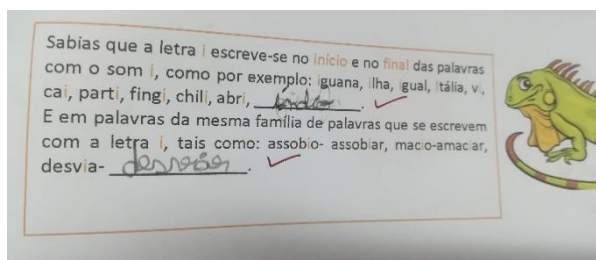 Sabias que a letra i escreve-se no início e no final das palavras
com o som i, como por exemplo: iguana, ilha, igual, Itália, vi,
cai, parti, fingi, chili, abri, .
E em palavras da mesma família de palavras que se escrevem
com a letra i, tais como: assobio- assobiar, macio-amaciar,
desvia- .